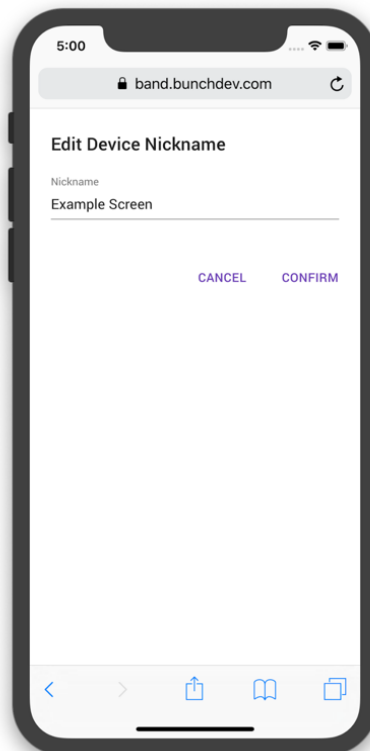 5:00
band.bunchdev.com
Edit Device Nickname
Nickname
Example Screen
CANCEL CONFIRM